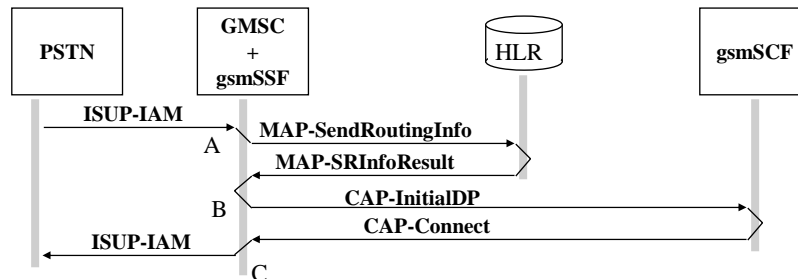 PSTN
GMSC
+
gsmSSF
HLR
gsmSCF
ISUP-IAM
A
MAP-SendRoutingInfo
MAP-SRInfoResult
B
CAP-InitialDP
CAP-Connect
ISUP-IAM
C